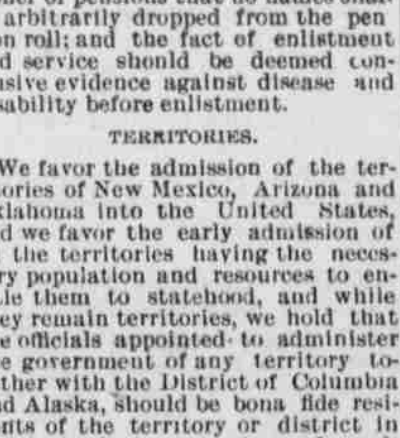 arbitrarily dropped from the pen
on roll; and the fact of enlistment
d service should be deemed con-
usive evidence against disease and
sability before enlistment.
TERRITORIES.
We favor the admission of the ter-
ories of New Mexico, Arizona and
klahoma into the United States,
d we favor the early admission of
the territories having the neces-
ry population and resources to en-
tle them to statehood, and while
ey remain territories, we hold that
e officials appointed to administer
e government of any territory to-
ther with the District of Columbia
nd Alaska, should be bona fide resi-
nts of the territory or district in